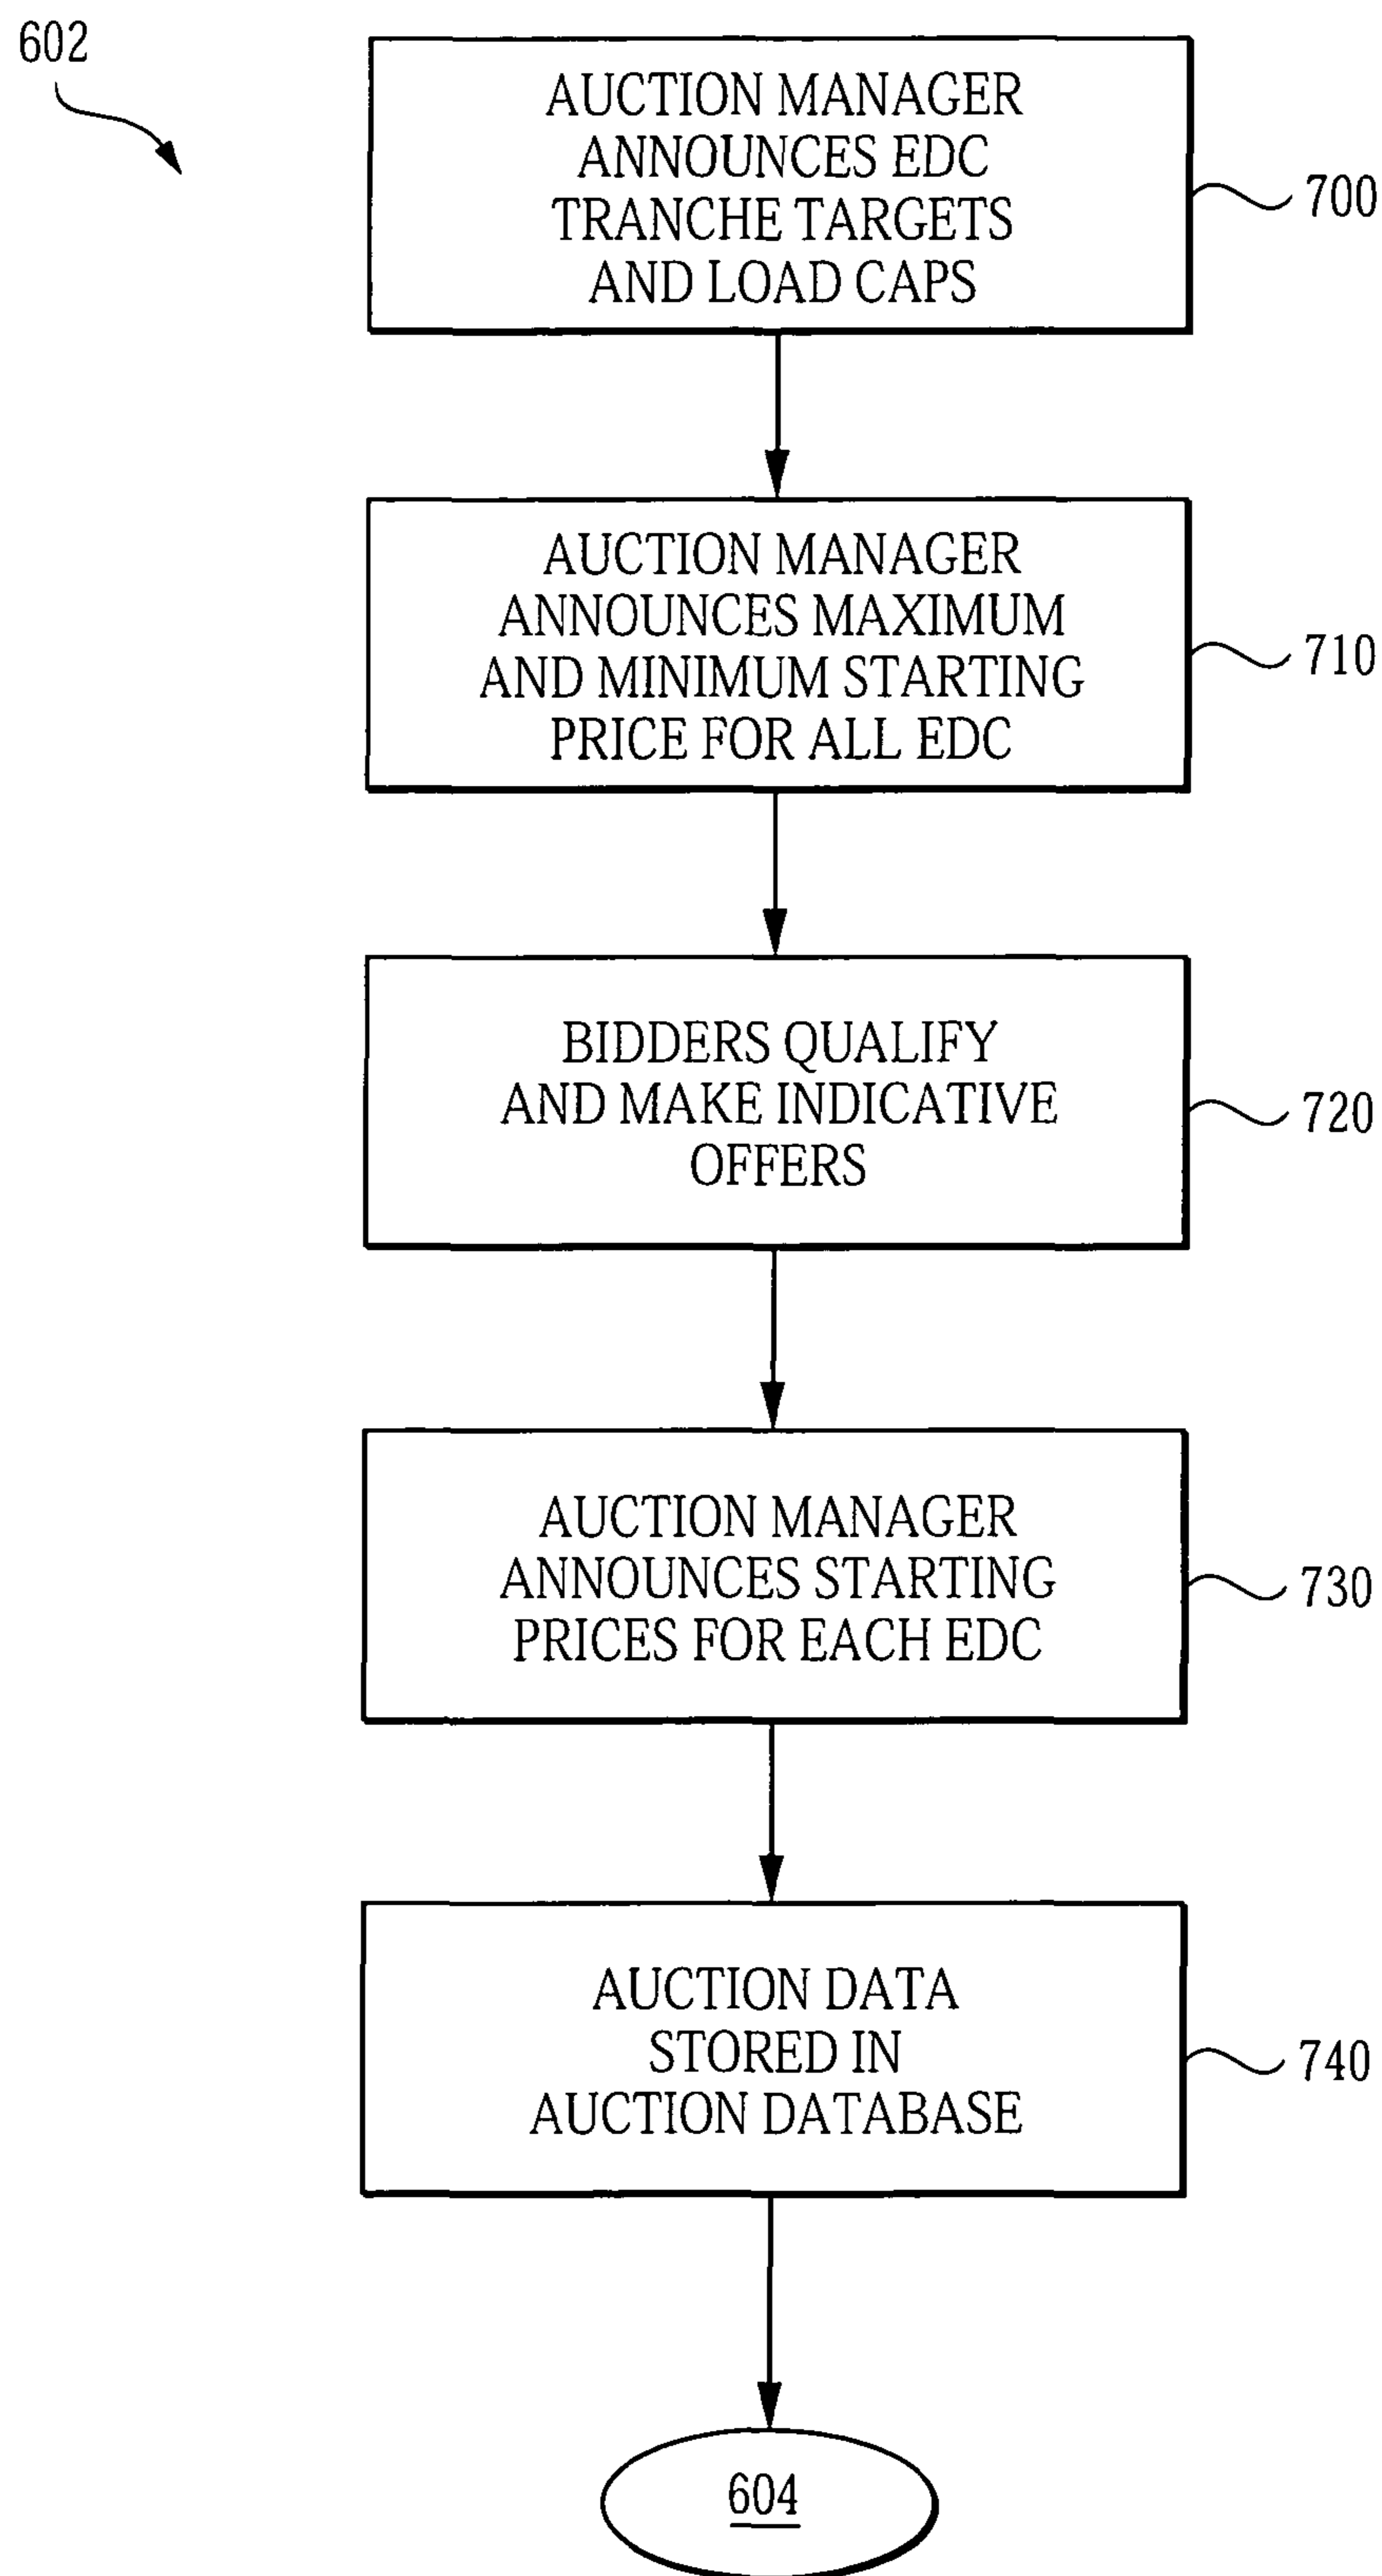 602
AUCTION MANAGER
ANNOUNCES EDC
TRANCHE TARGETS
AND LOAD CAPS
700
AUCTION MANAGER
ANNOUNCES MAXIMUM
AND MINIMUM STARTING
PRICE FOR ALL EDC
710
BIDDERS QUALIFY
AND MAKE INDICATIVE
OFFERS
720
AUCTION MANAGER
ANNOUNCES STARTING
PRICES FOR EACH EDC
730
AUCTION DATA
STORED IN
AUCTION DATABASE
740
604